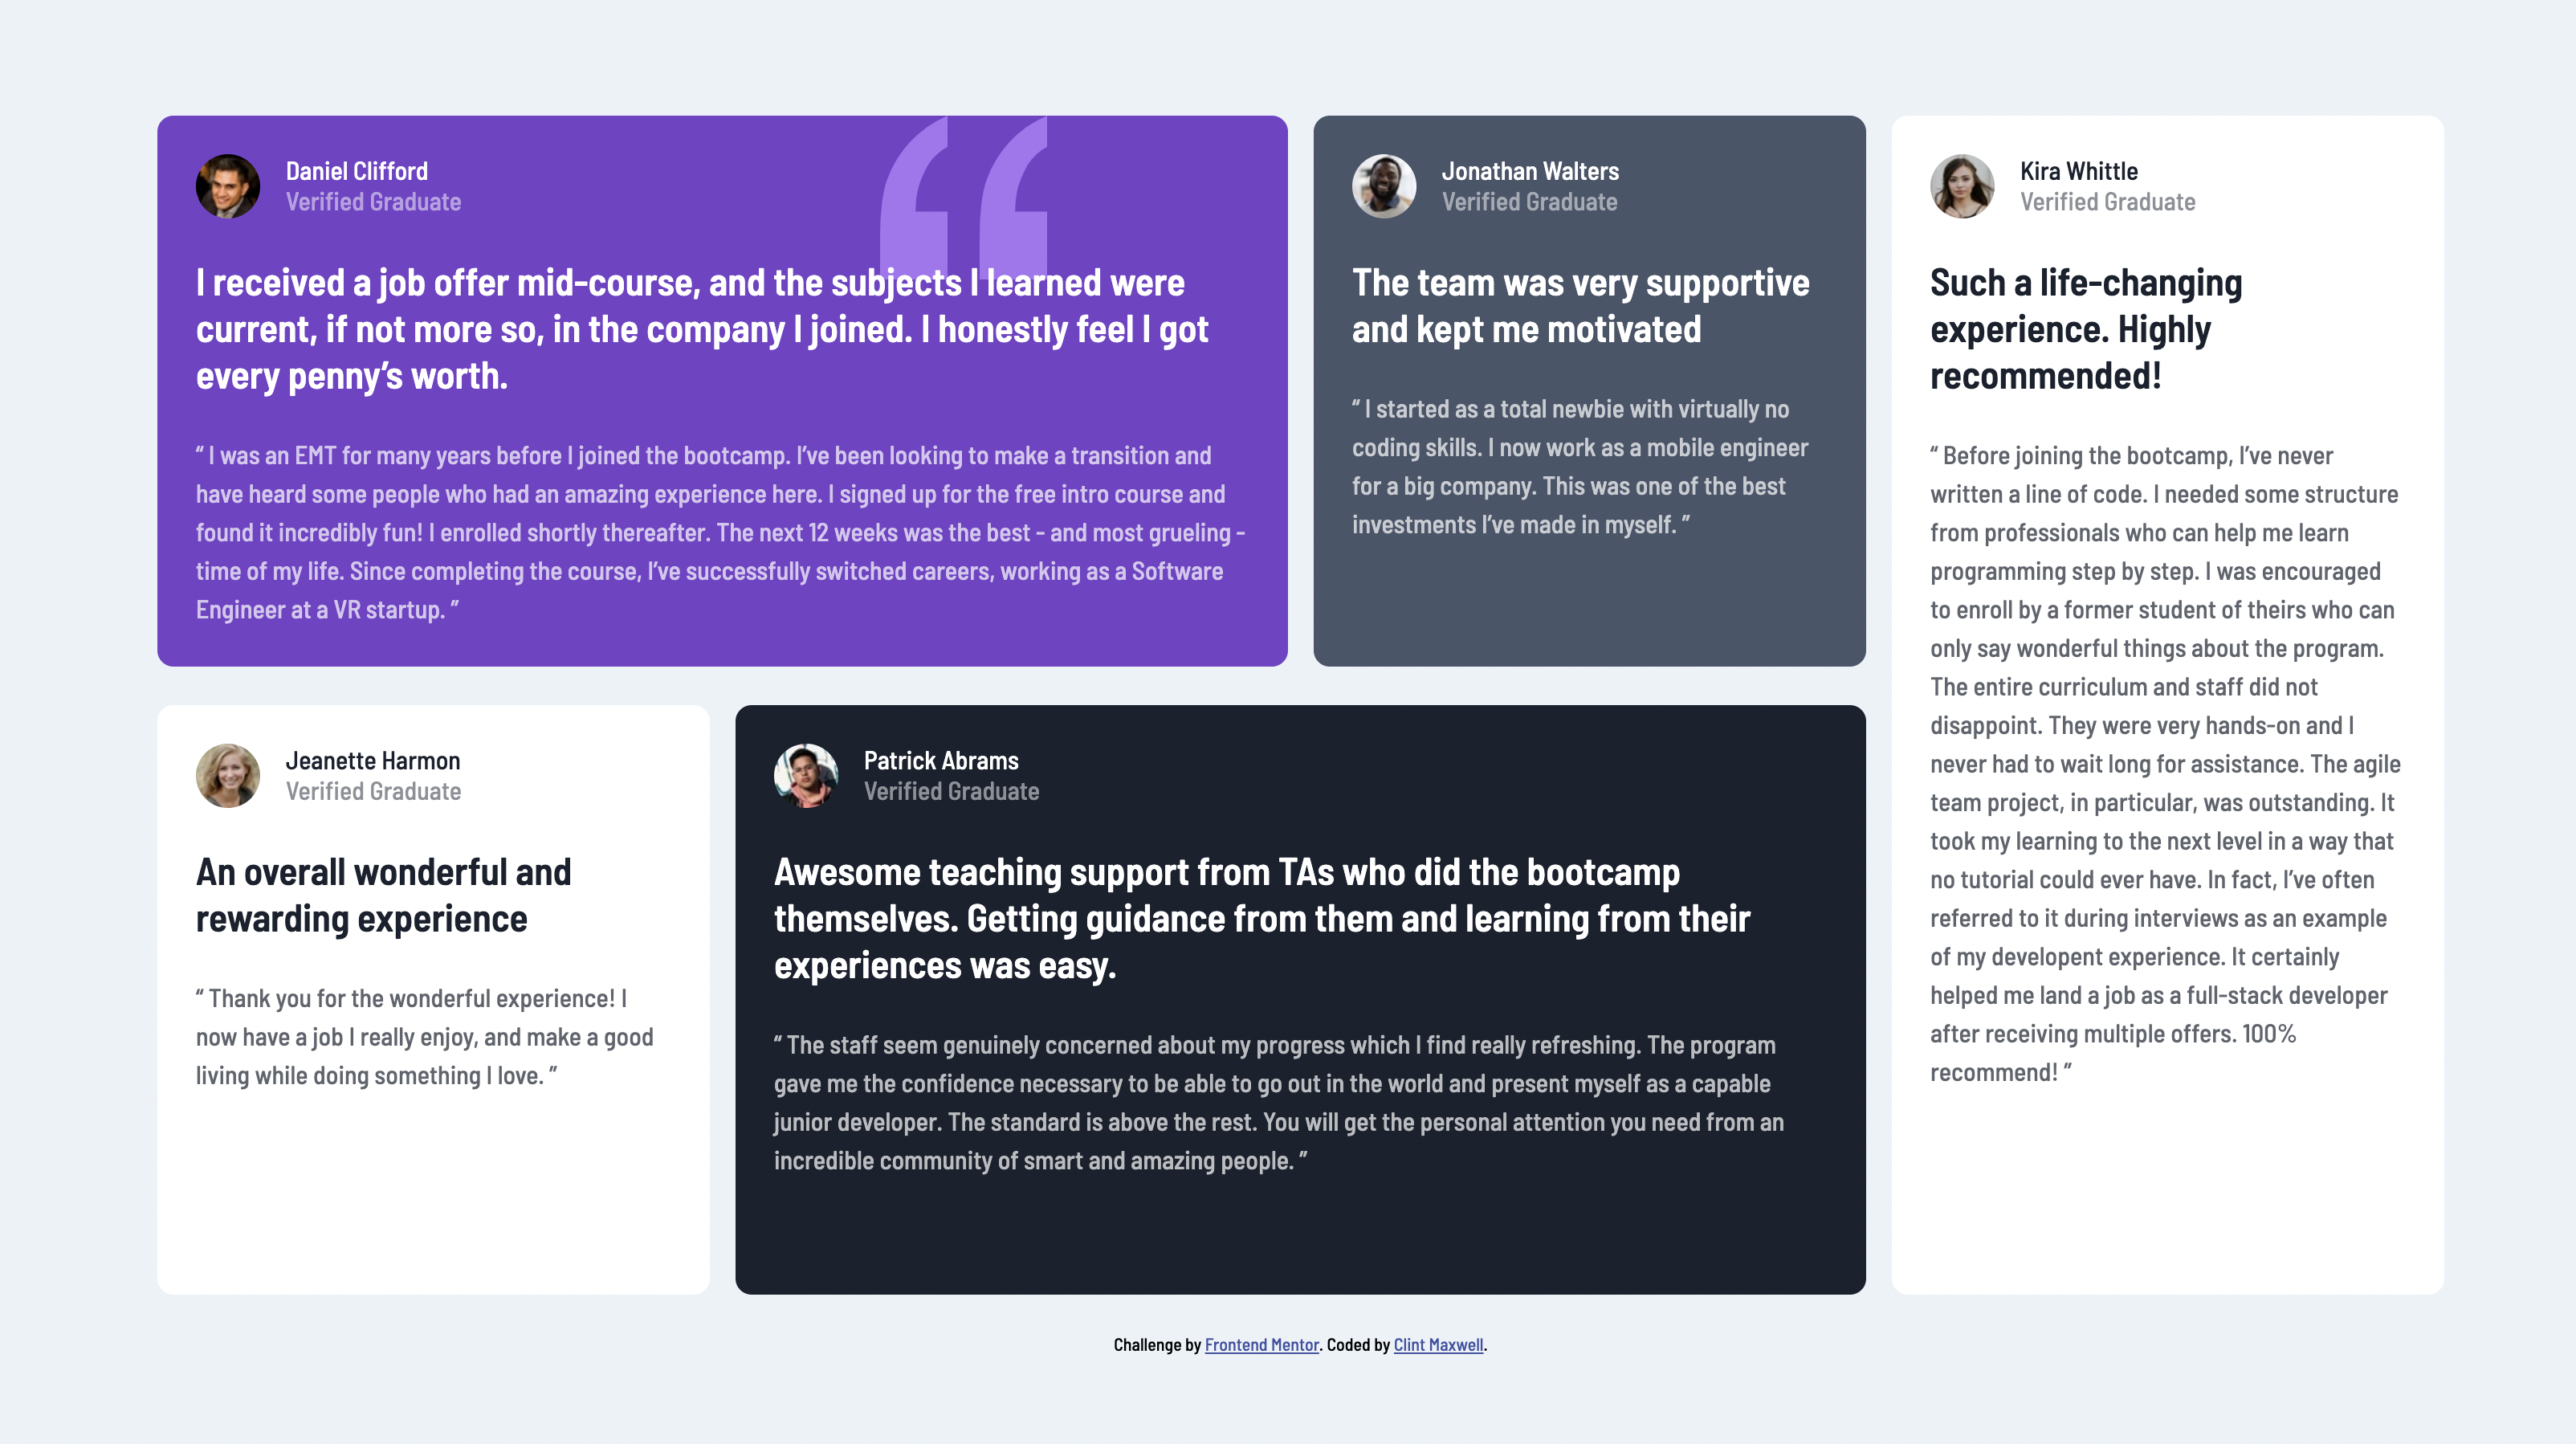 Daniel Clifford
Verified Graduate
I received a job offer mid-course, and the subjects I learned were
current, if not more so, in the company I joined. I honestly feel I got
every penny’s worth.
“ I was an EMT for many years before I joined the bootcamp. I’ve been looking to make a transition and
have heard some people who had an amazing experience here. I signed up for the free intro course and
found it incredibly fun! I enrolled shortly thereafter. The next 12 weeks was the best - and most grueling -
time of my life. Since completing the course, I’ve successfully switched careers, working as a Software
Engineer at a VR startup. ”
Jonathan Walters
Verified Graduate
The team was very supportive
and kept me motivated
“ I started as a total newbie with virtually no
coding skills. I now work as a mobile engineer
for a big company. This was one of the best
investments I’ve made in myself. ”
Kira Whittle
Verified Graduate
Such a life-changing
experience. Highly
recommended!
“ Before joining the bootcamp, I’ve never
written a line of code. I needed some structure
from professionals who can help me learn
programming step by step. I was encouraged
to enroll by a former student of theirs who can
only say wonderful things about the program.
The entire curriculum and staff did not
disappoint. They were very hands-on and I
never had to wait long for assistance. The agile
team project, in particular, was outstanding. It
took my learning to the next level in a way that
no tutorial could ever have. In fact, I’ve often
referred to it during interviews as an example
of my developent experience. It certainly
helped me land a job as a full-stack developer
after receiving multiple offers. 100%
recommend! ”
Jeanette Harmon
Verified Graduate
An overall wonderful and
rewarding experience
“ Thank you for the wonderful experience! I
now have a job I really enjoy, and make a good
living while doing something I love. ”
Patrick Abrams
Verified Graduate
Awesome teaching support from TAs who did the bootcamp
themselves. Getting guidance from them and learning from their
experiences was easy.
“ The staff seem genuinely concerned about my progress which I find really refreshing. The program
gave me the confidence necessary to be able to go out in the world and present myself as a capable
junior developer. The standard is above the rest. You will get the personal attention you need from an
incredible community of smart and amazing people. ”
Challenge by Frontend Mentor. Coded by Clint Maxwell.